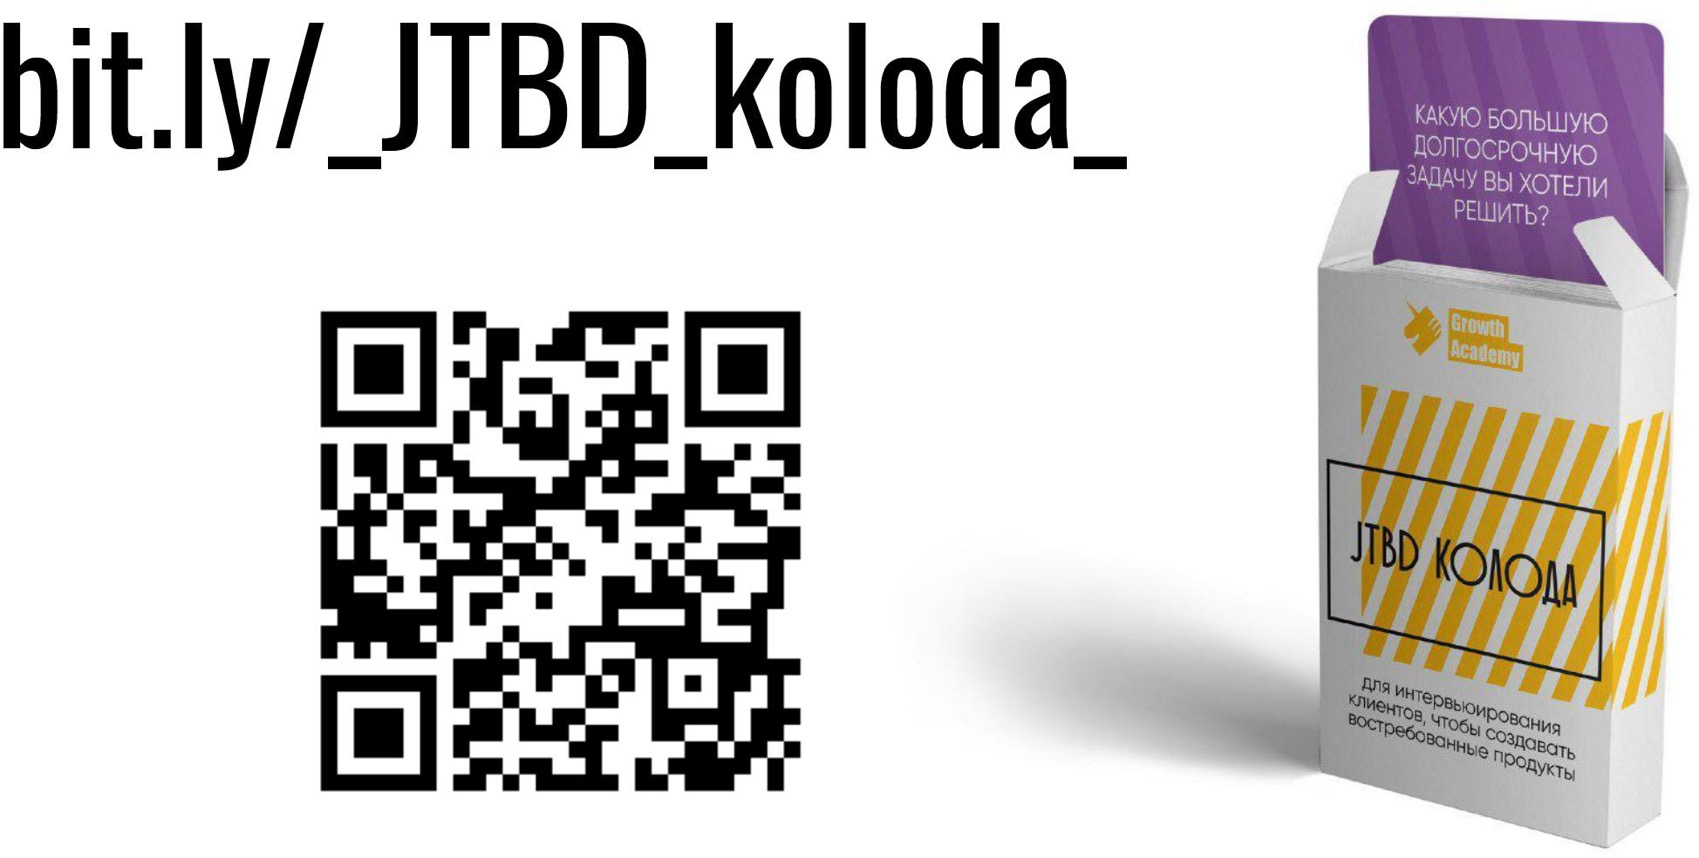 bit.ly/_JTBD_koloda_
КАКУЮ БОЛЬШУЮ
ДОЛГОСРОЧНУЮ
ЗАДАЧУ ВЫ ХОТЕЛИ
РЕШИТЬ?
Growth
Academy
JTBD КОЛОДА
для интервьюирования
клиентов, чтобы создавать
востребованные продукты